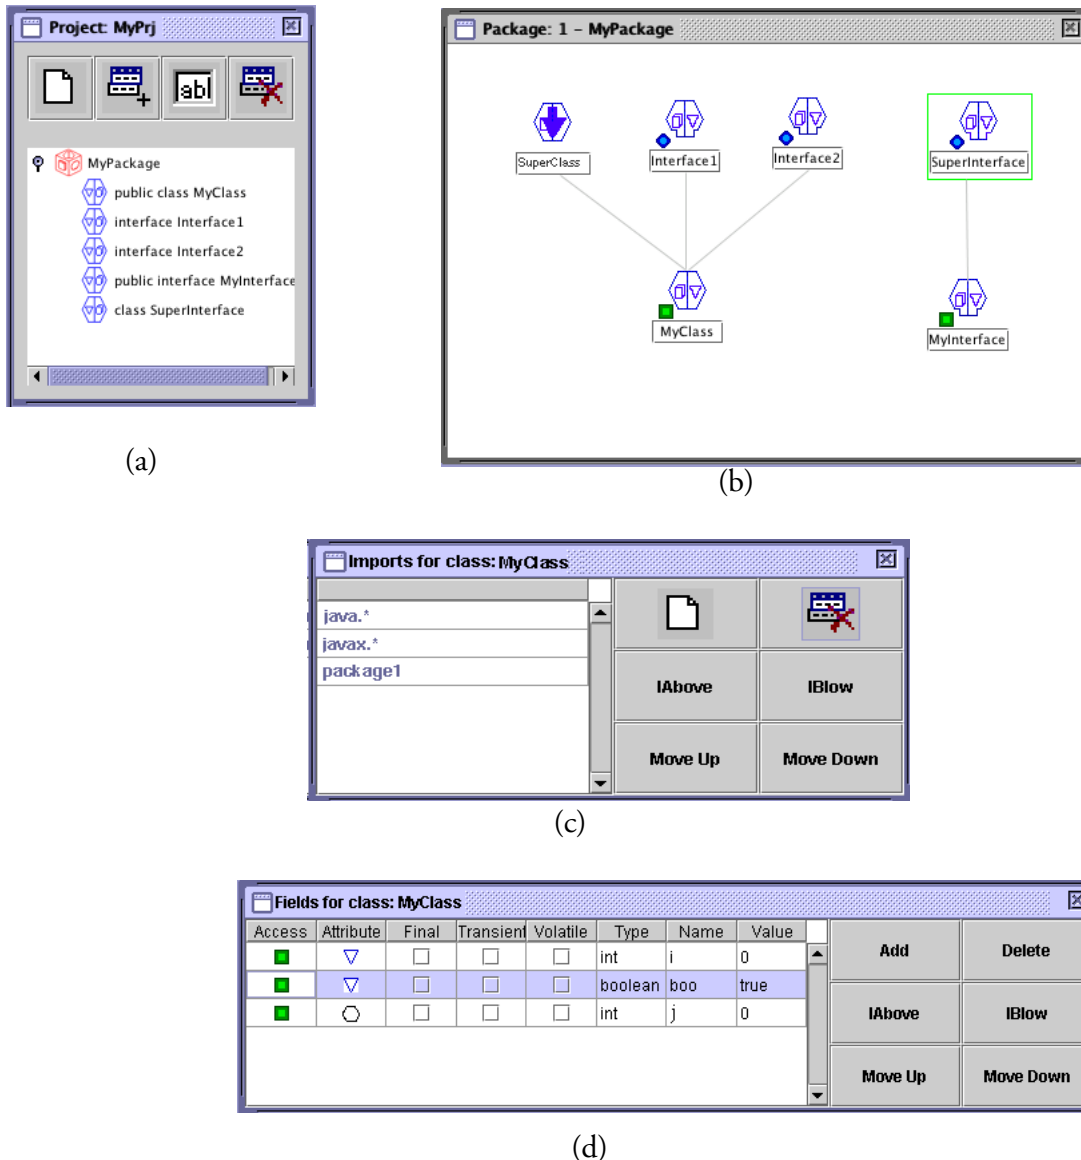 Project: MyPrj
abl
MyPackage
public class MyClass
interface Interface1
interface Interface2
public interface MyInterface
class SuperInterface
(a)
Package: 1 - MyPackage
SuperClass
Interface1
Interface2
SuperInterface
MyClass
MyInterface
(b)
Imports for class: MyClass
java.*
javax.*
package1
IAbove IBlow
Move Up Move Down
(c)
Fields for class: MyClass
Access Attribute Final Transient Volatile Type Name Value
int i 0
boolean boo true
int j 0
Add Delete
IAbove IBlow
Move Up Move Down
(d)